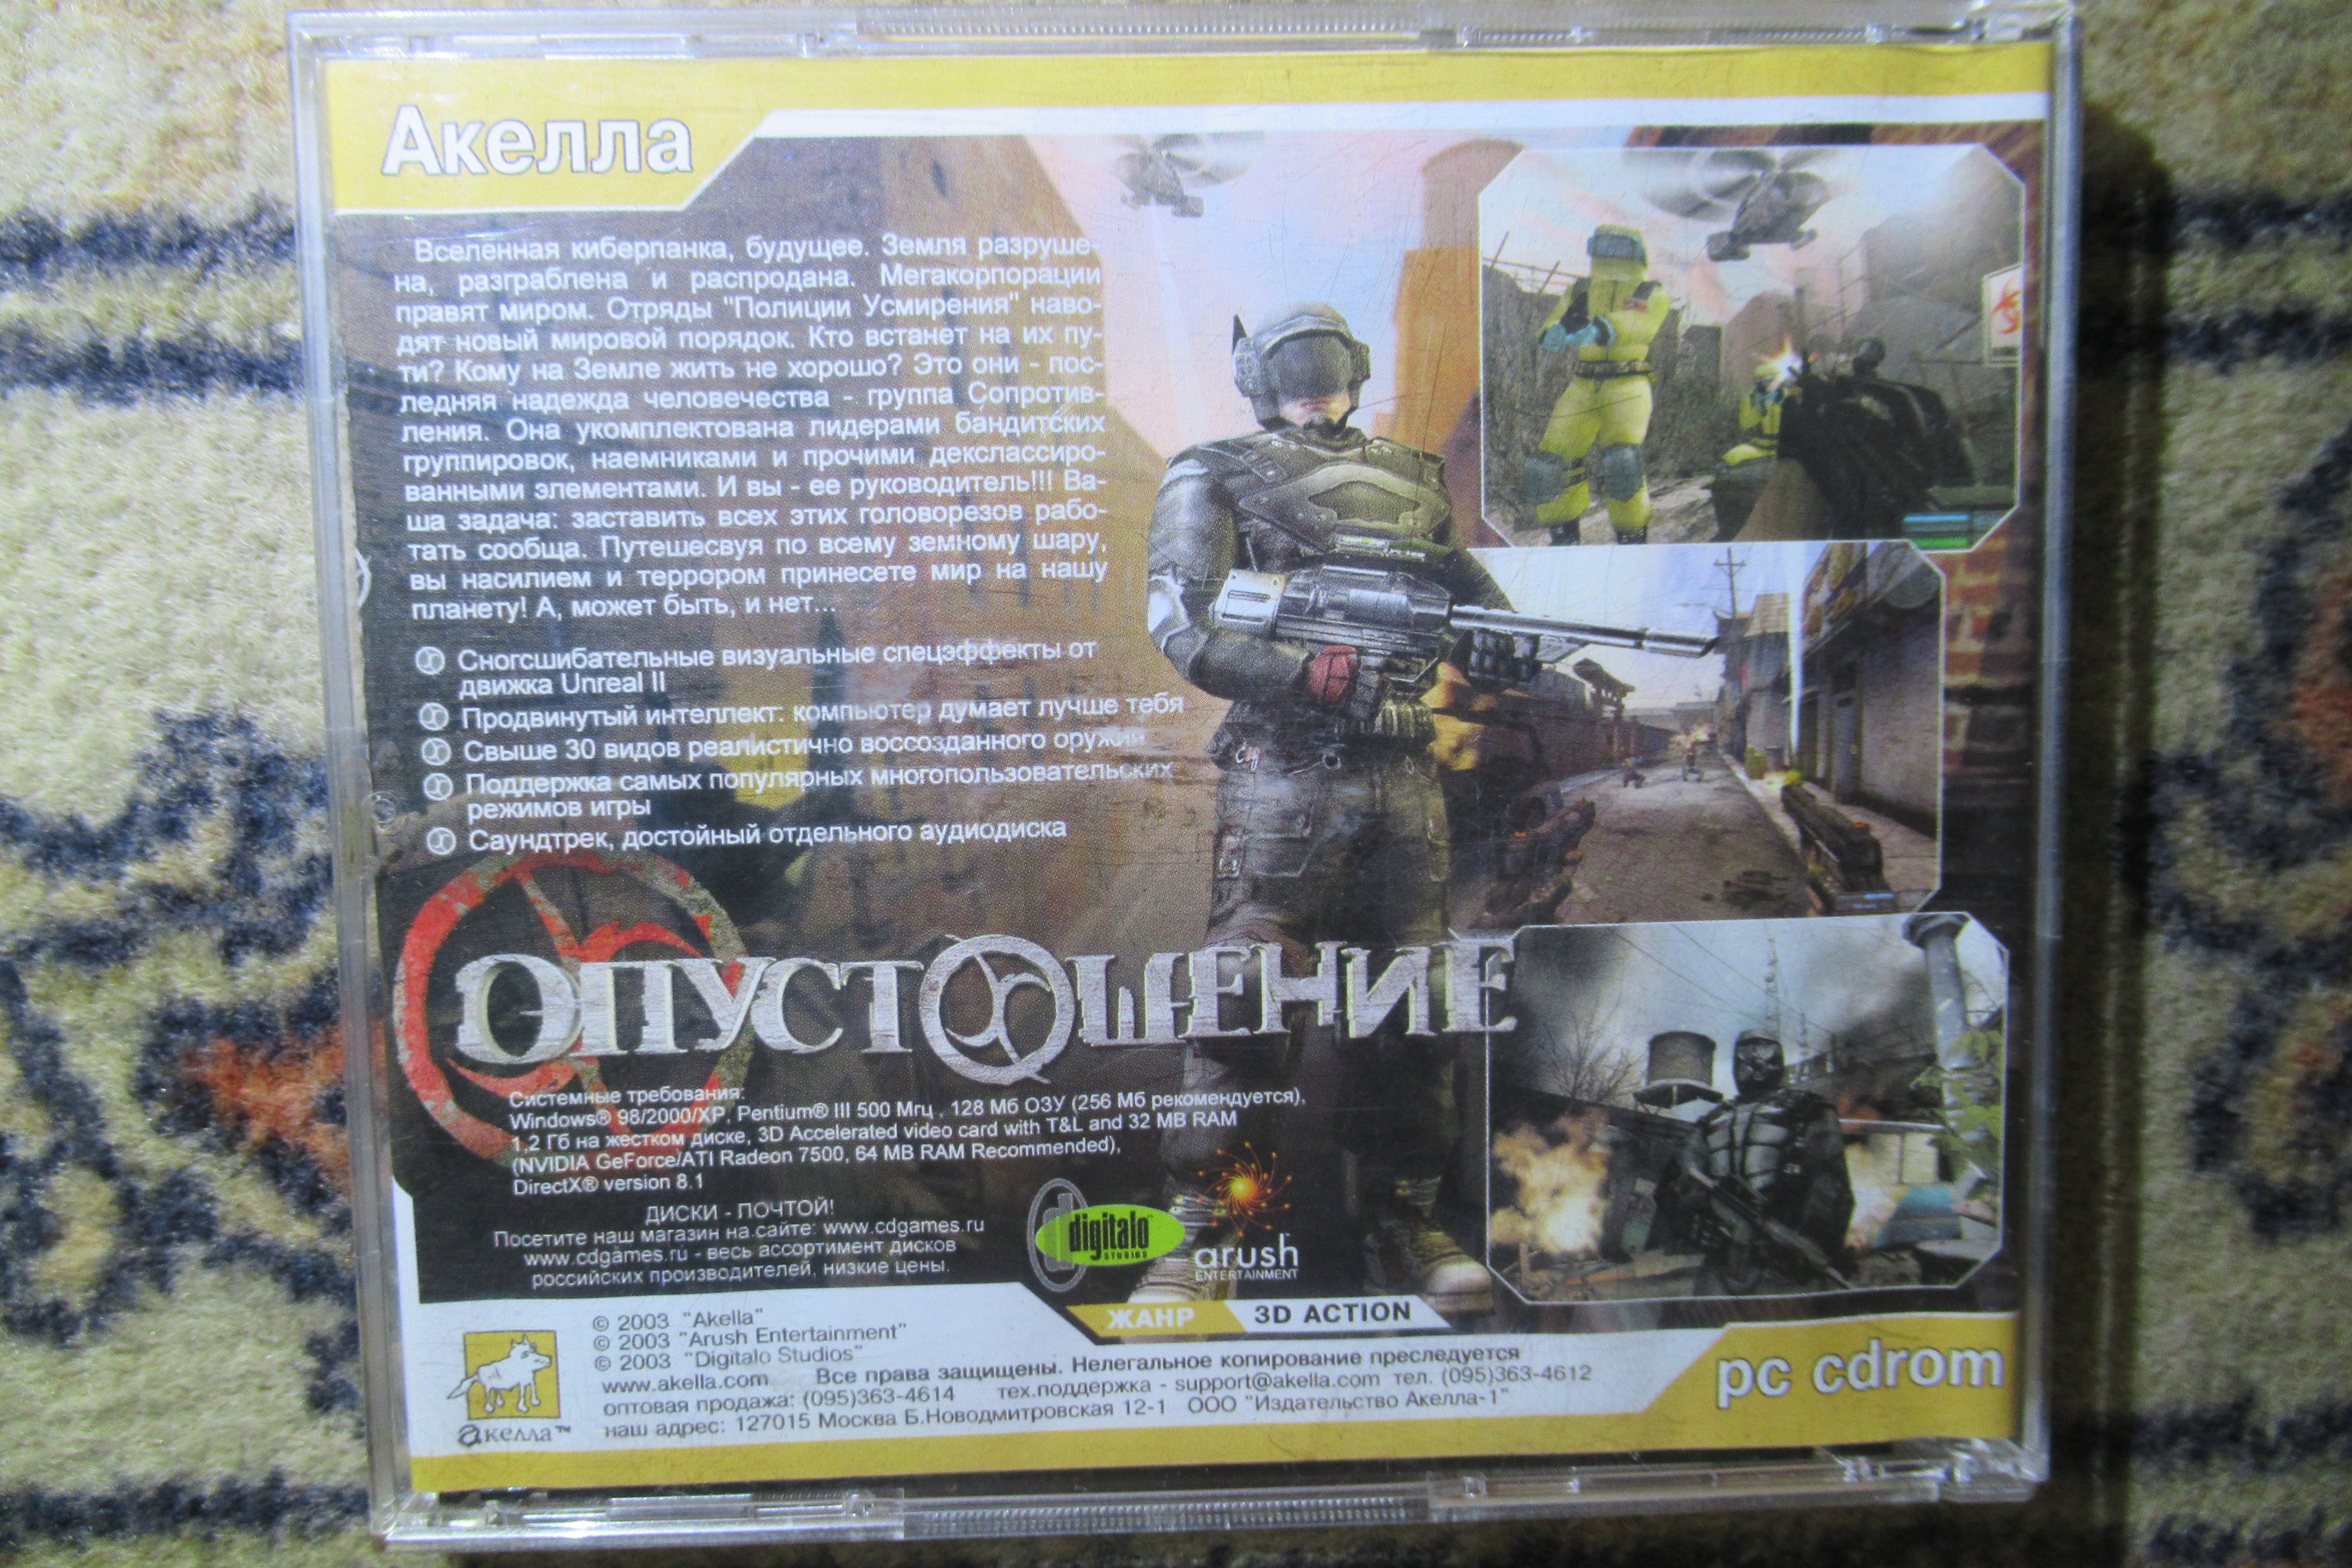 Акелла
Вселенная киберпанка, будущее. Земля разруше-
на, разграблена и распродана. Мегакорпорации
правят миром. Отряды "Полиции Усмирения" наво-
дят новый мировой порядок. Кто встанет на их пу-
ти? Кому на Земле жить не хорошо? Это они - пос-
ледняя надежда человечества - группа Сопротив-
ления. Она укомплектована лидерами бандитских
группировок, наемниками и прочими декслассиро-
ванными элементами. И вы - ее руководитель!!! Ва-
ша задача: заставить всех этих головорезов рабо-
тать сообща. Путешесвуя по всему земному шару,
вы насилием и террором принесете мир на нашу
планету! А, может быть, и нет...
Сногсшибательные визуальные спецэффекты от
движка Unreal II
Продвинутый интеллект: компьютер думает лучше тебя
Свыше 30 видов реалистично воссозданного оружия
Поддержка самых популярных многопользовательских
режимов игры
Саундтрек, достойный отдельного аудиодиска
ОПУСТОШЕНИЕ
Системные требования:
Windows® 98/2000/XP, Pentium® III 500 Мгц , 128 Мб ОЗУ (256 Мб рекомендуется),
1,2 Гб на жестком диске, 3D Accelerated video card with T&L and 32 MB RAM
(NVIDIA GeForce/ATI Radeon 7500, 64 MB RAM Recommended),
DirectX® version 8.1
ДИСКИ - ПОЧТОЙ!
Посетите наш магазин на сайте: www.cdgames.ru
www.cdgames.ru - весь ассортимент дисков
российских производителей, низкие цены.
digitalo
STUDIOS
arush
ENTERTAINMENT
ЖАНР 3D ACTION
© 2003 "Akella"
© 2003 "Arush Entertainment"
© 2003 "Digitalo Studios"
www.akella.com Все права защищены. Нелегальное копирование преследуется
оптовая продажа: (095)363-4614 тех.поддержка - support@akella.com тел. (095)363-4612
наш адрес: 127015 Москва Б.Новодмитровская 12-1 ООО "Издательство Акелла-1"
акелла™
pc cdrom